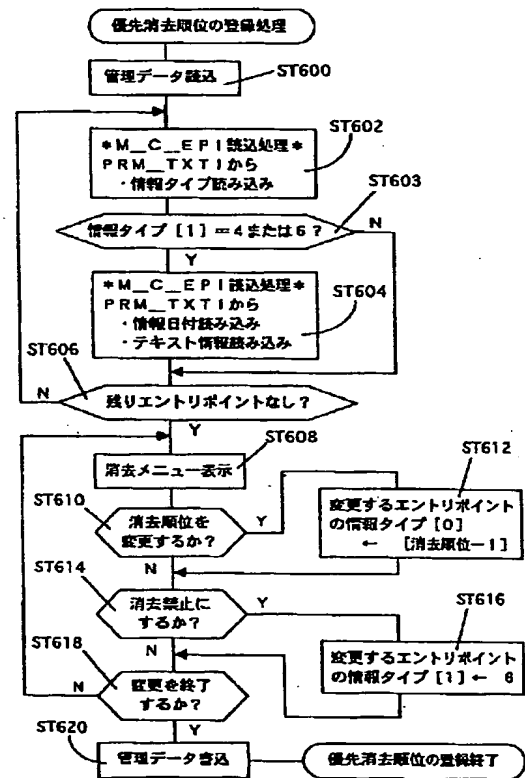 優先消去順位の登録処理
管理データ読込
ST600
ST602
*M_C_EPI読込処理*
PRM_TXTIから
・情報タイプ読み込み
ST603
情報タイプ[1]=4または6?
N
Y
*M_C_EPI読込処理*
PRM_TXTIから
・情報日付読み込み
・テキスト情報読み込み
ST604
ST606
N
残りエントリポイントなし?
Y
ST608
消去メニュー表示
ST610
消去順位を
変更するか?
Y
N
ST612
変更するエントリポイント
の情報タイプ[0]
← [消去順位-1]
ST614
消去禁止に
するか?
Y
N
ST616
変更するエントリポイント
の情報タイプ[1]← 6
ST618
N
変更を終了
するか?
Y
ST620
管理データ書込
優先消去順位の登録終了